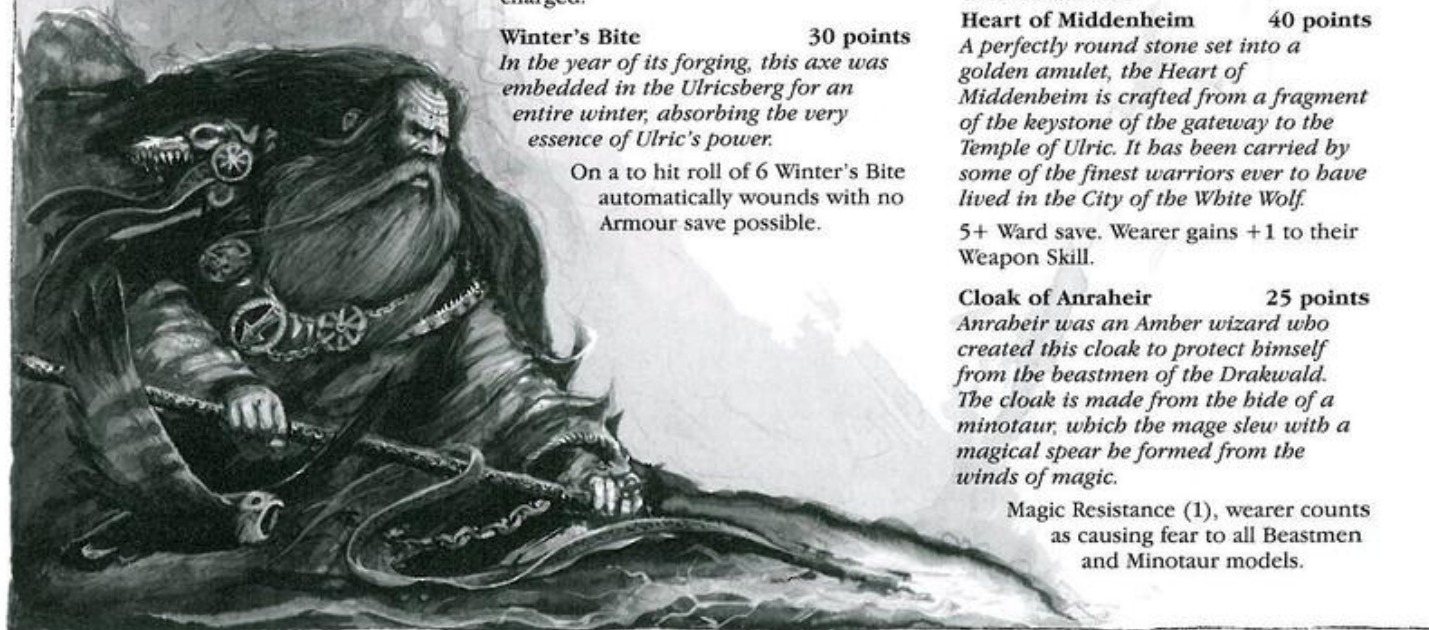 charged.
Winter's Bite 30 points
In the year of its forging, this axe was
embedded in the Ulricsberg for an
entire winter, absorbing the very
essence of Ulric's power.
On a to hit roll of 6 Winter's Bite
automatically wounds with no
Armour save possible.
Heart of Middenheim 40 points
A perfectly round stone set into a
golden amulet, the Heart of
Middenheim is crafted from a fragment
of the keystone of the gateway to the
Temple of Ulric. It has been carried by
some of the finest warriors ever to have
lived in the City of the White Wolf.
5+ Ward save. Wearer gains +1 to their
Weapon Skill.
Cloak of Anraheir 25 points
Anraheir was an Amber wizard who
created this cloak to protect himself
from the beastmen of the Drakwald.
The cloak is made from the hide of a
minotaur, which the mage slew with a
magical spear he formed from the
winds of magic.
Magic Resistance (1), wearer counts
as causing fear to all Beastmen
and Minotaur models.